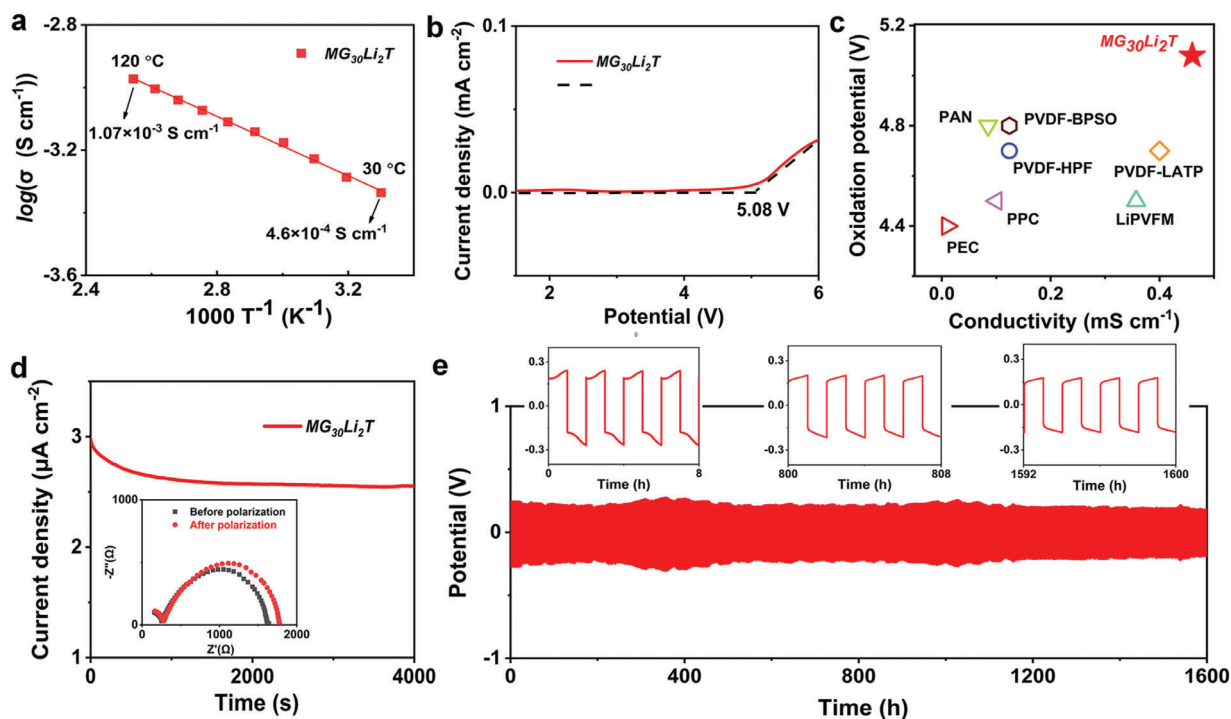 a
-2.8
-3.0
-3.2
-3.4
-3.6
log(σ (S cm⁻¹))
120 °C
MG₃₀Li₂T
1.07×10⁻³ S cm⁻¹
30 °C
4.6×10⁻⁴ S cm⁻¹
2.4 2.8 3.2
1000 T⁻¹ (K⁻¹)
b
0.1
0.0
Current density (mA cm⁻²)
MG₃₀Li₂T
5.08 V
2 4 6
Potential (V)
c
5.2
4.8
4.4
Oxidation potential (V)
MG₃₀Li₂T
PAN
PVDF-BPSO
PVDF-HPF
PVDF-LATP
PPC
LiPVFM
PEC
0.0 0.2 0.4
Conductivity (mS cm⁻¹)
d
3
2
1
Current density (μA cm⁻²)
MG₃₀Li₂T
1000
0
-Z''(Ω)
Before polarization
After polarization
0 1000 2000
Z'(Ω)
0 2000 4000
Time (s)
e
1
0
-1
Potential (V)
0.3
0.0
-0.3
0 8
Time (h)
0.3
0.0
-0.3
800 808
Time (h)
0.3
0.0
-0.3
1592 1600
Time (h)
0 400 800 1200 1600
Time (h)